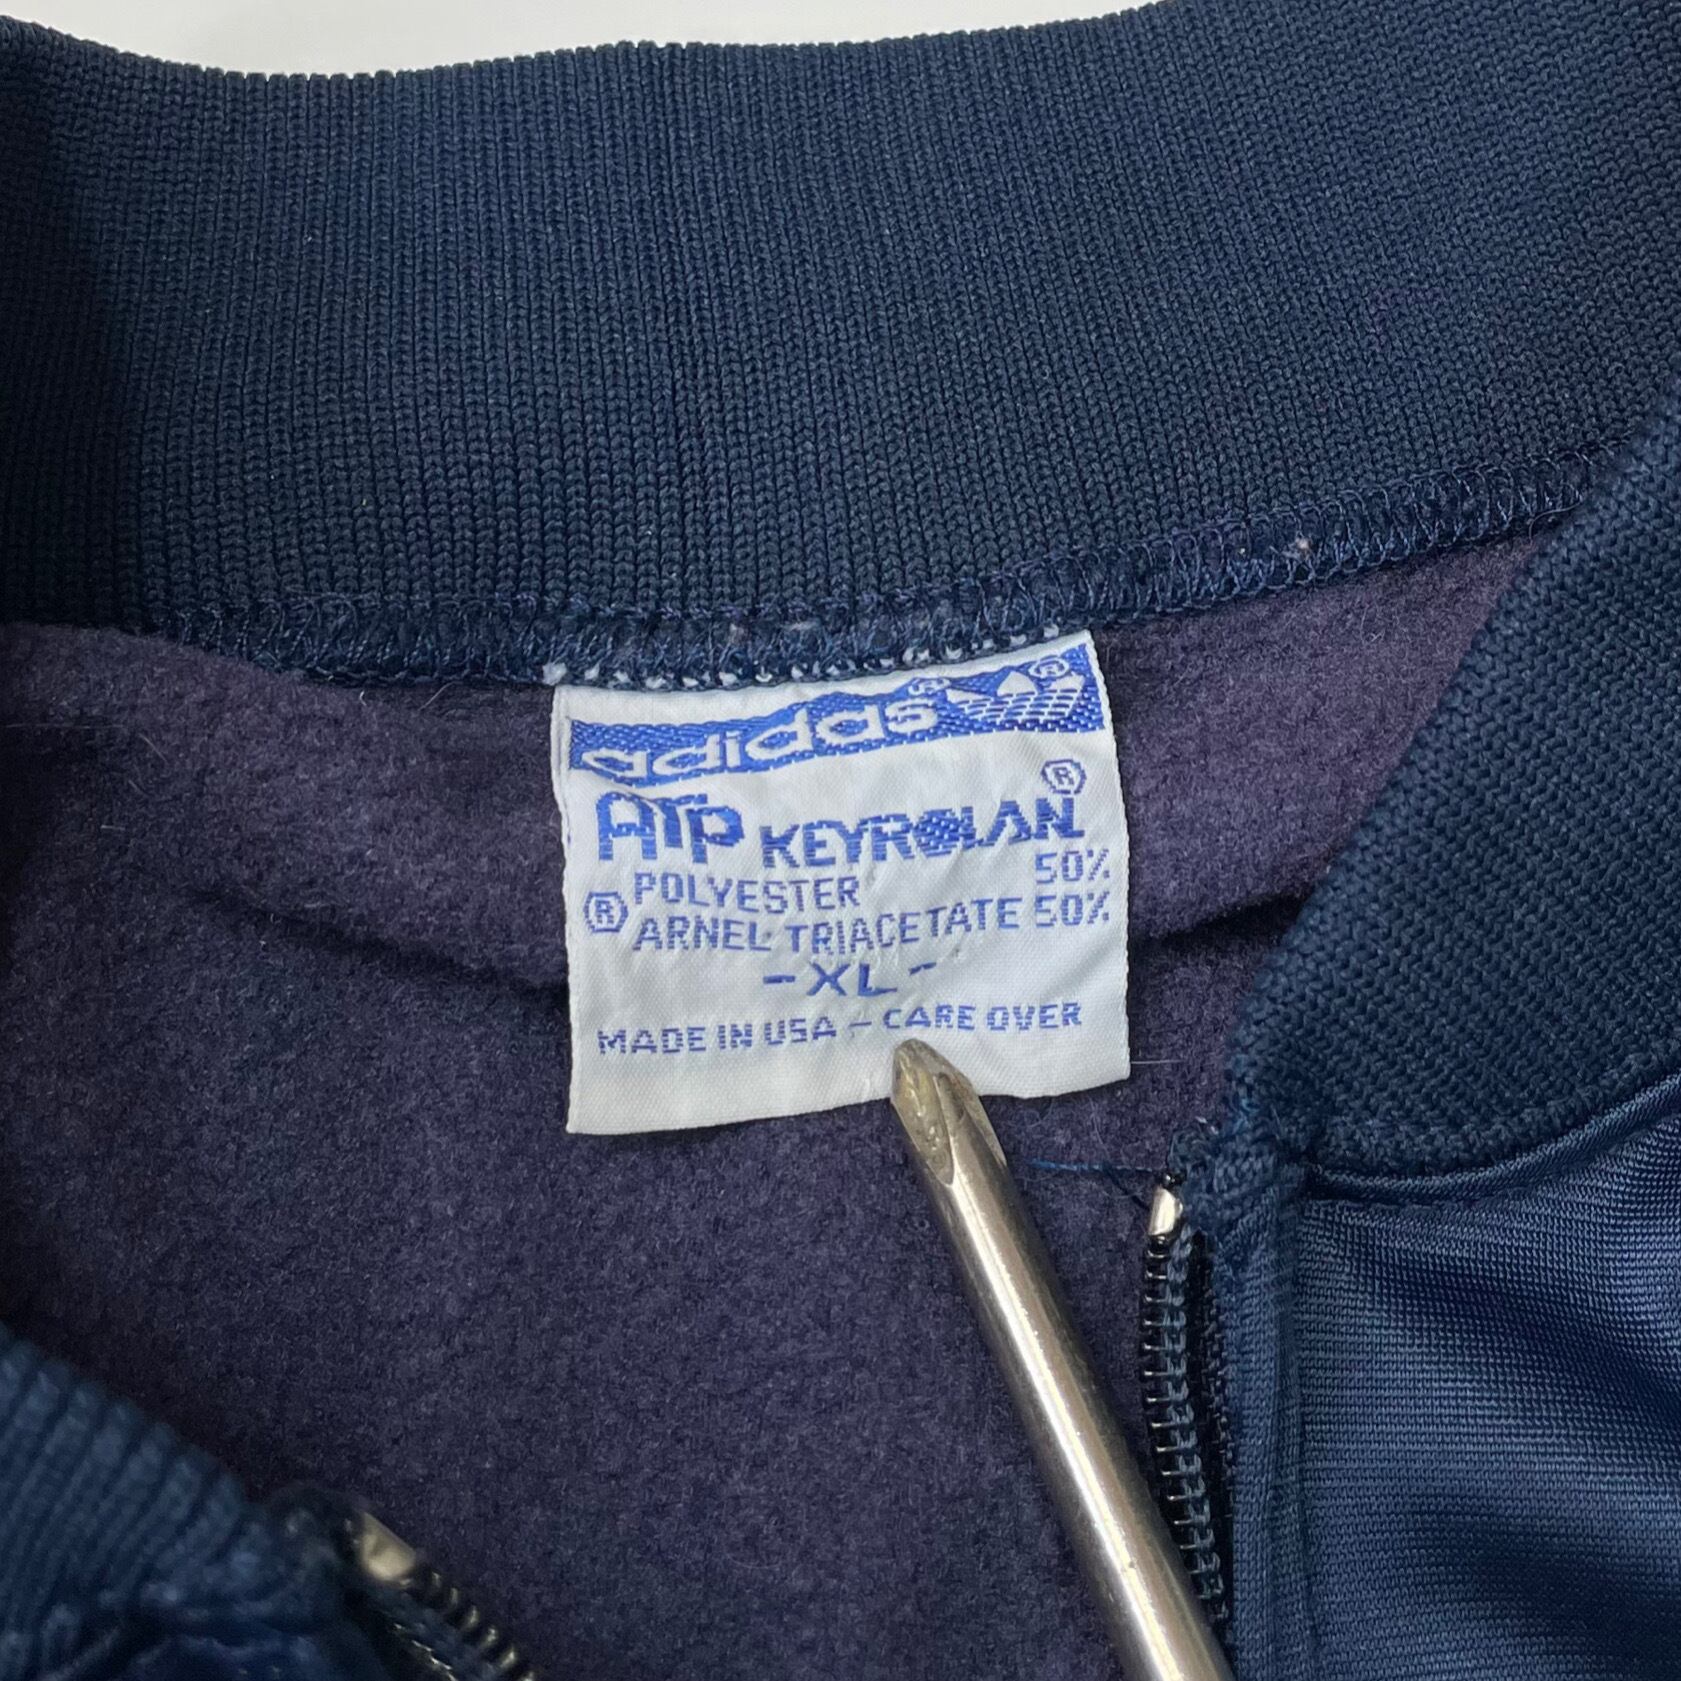 adidas®
ATP KEYROLAN®
POLYESTER 50%
® ARNEL TRIACETATE 50%
-XL-
MADE IN USA - CARE OVER